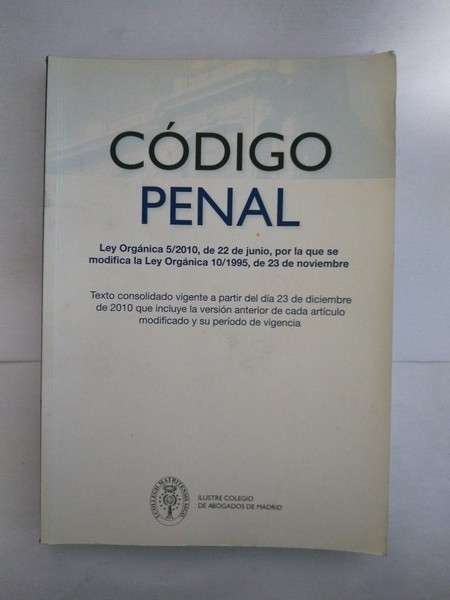 CÓDIGO
PENAL
Ley Orgánica 5/2010, de 22 de junio, por la que se
modifica la Ley Orgánica 10/1995, de 23 de noviembre
Texto consolidado vigente a partir del día 23 de diciembre
de 2010 que incluye la versión anterior de cada artículo
modificado y su período de vigencia
ILUSTRE COLEGIO
DE ABOGADOS DE MADRID